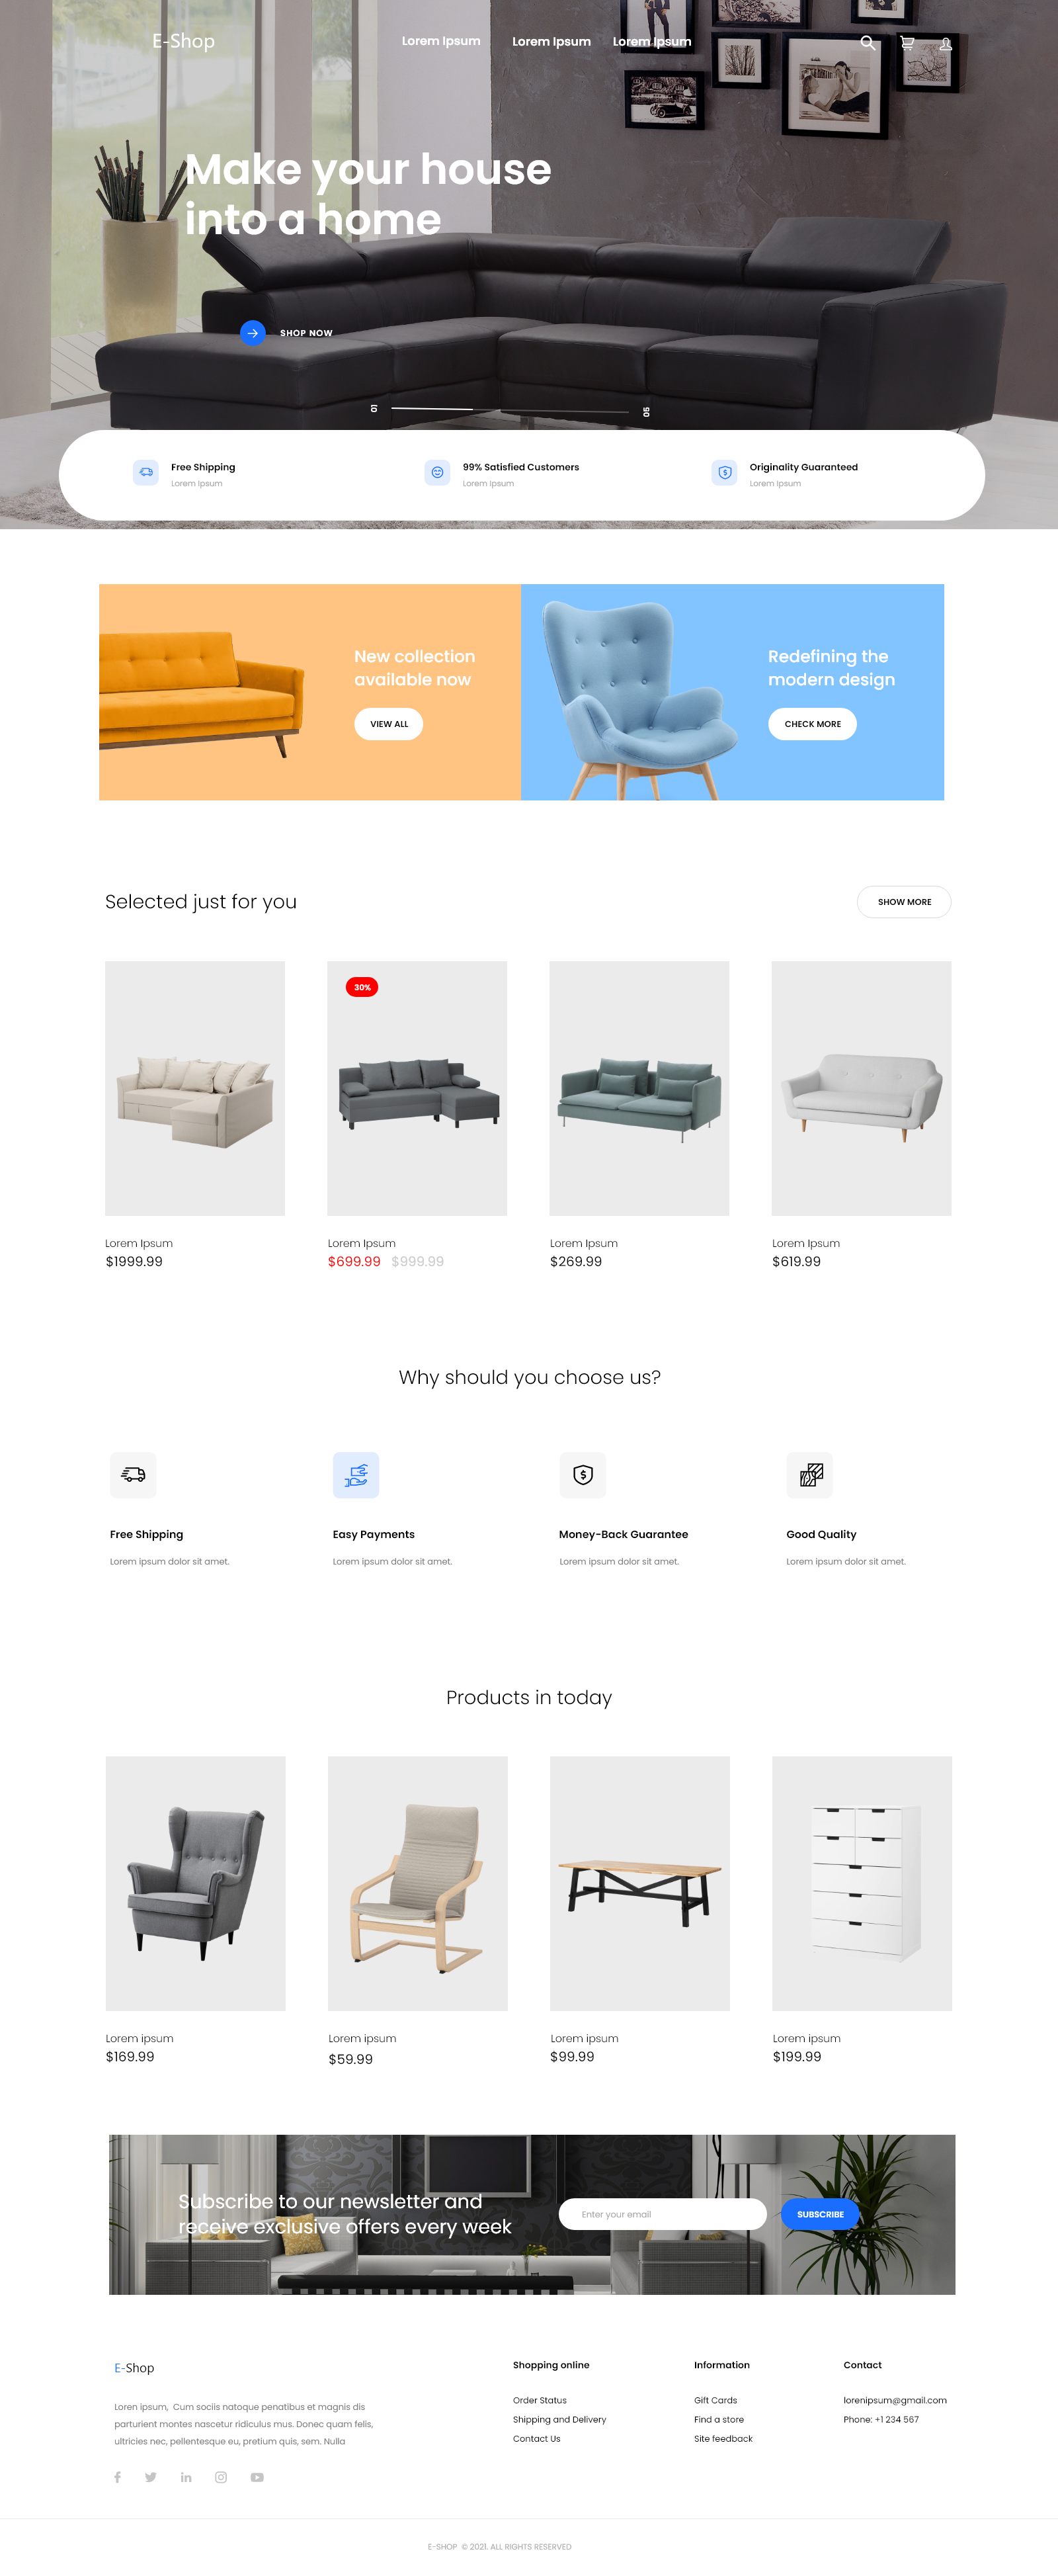 E-Shop
Lorem Ipsum
Lorem Ipsum
Lorem Ipsum
Make your house
into a home
SHOP NOW
01
05
Free Shipping
Lorem Ipsum
99% Satisfied Customers
Lorem Ipsum
Originality Guaranteed
Lorem Ipsum
New collection
available now
VIEW ALL
Redefining the
modern design
CHECK MORE
Selected just for you
SHOW MORE
30%
Lorem Ipsum
$1999.99
Lorem Ipsum
$699.99 $999.99
Lorem Ipsum
$269.99
Lorem Ipsum
$619.99
Why should you choose us?
Free Shipping
Lorem ipsum dolor sit amet.
Easy Payments
Lorem ipsum dolor sit amet.
Money-Back Guarantee
Lorem ipsum dolor sit amet.
Good Quality
Lorem ipsum dolor sit amet.
Products in today
Lorem ipsum
$169.99
Lorem ipsum
$59.99
Lorem ipsum
$99.99
Lorem ipsum
$199.99
Subscribe to our newsletter and
receive exclusive offers every week
Enter your email
SUBSCRIBE
E-Shop
Loren ipsum, Cum sociis natoque penatibus et magnis dis
parturient montes nascetur ridiculus mus. Donec quam felis,
ultricies nec, pellentesque eu, pretium quis, sem. Nulla
Shopping online
Order Status
Shipping and Delivery
Contact Us
Information
Gift Cards
Find a store
Site feedback
Contact
lorenipsum@gmail.com
Phone: +1 234 567
E-SHOP © 2021. ALL RIGHTS RESERVED